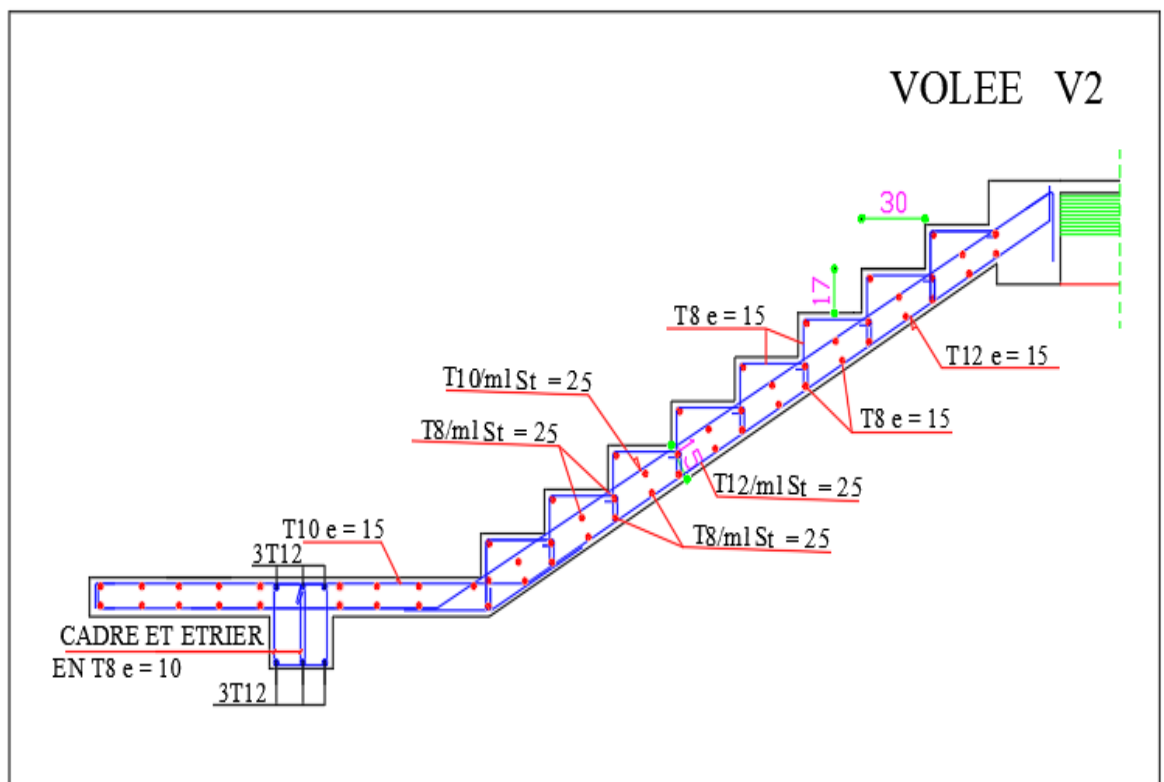 VOLEE V2
30
17
T8 e = 15
T12 e = 15
T10/ml St = 25
T8 e = 15
T8/ml St = 25
15
T12/ml St = 25
T8/ml St = 25
T10 e = 15
3T12
CADRE ET ETRIER
EN T8 e = 10
3T12